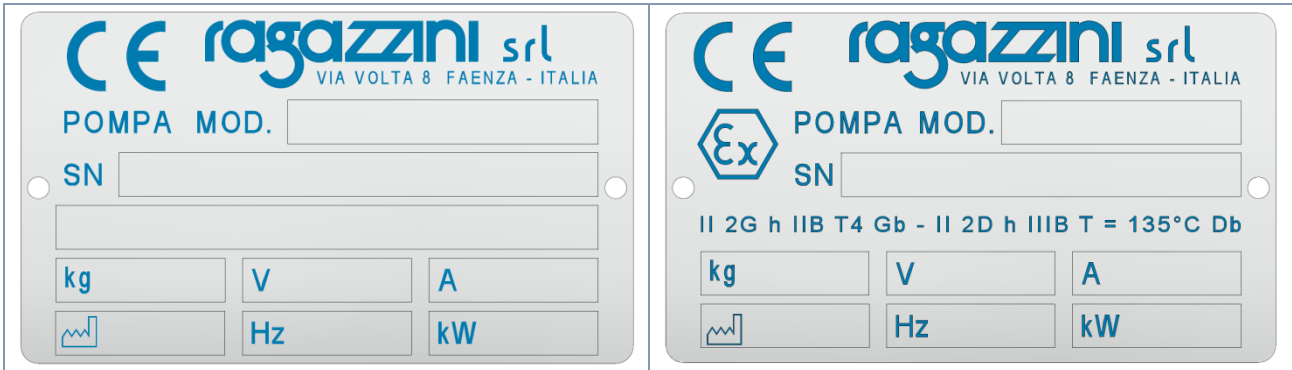 CE ragazzini srl
VIA VOLTA 8 FAENZA - ITALIA
POMPA MOD.
SN
kg V A
Hz kW
CE ragazzini srl
VIA VOLTA 8 FAENZA - ITALIA
Ex POMPA MOD.
SN
II 2G h IIB T4 Gb - II 2D h IIIB T = 135°C Db
kg V A
Hz kW